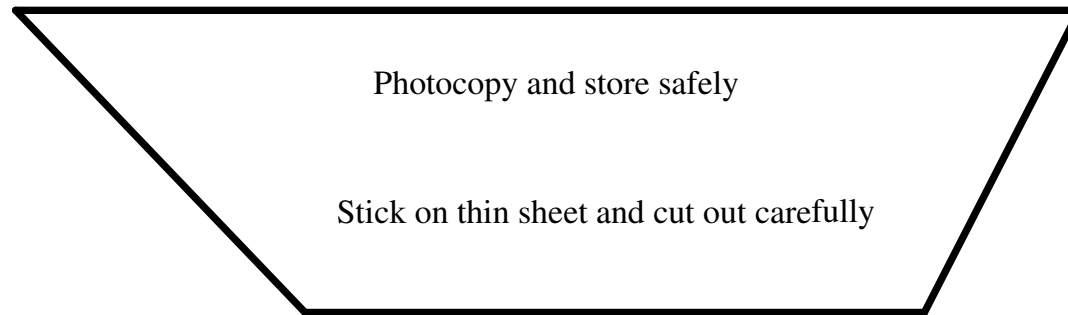 Photocopy and store safely
Stick on thin sheet and cut out carefully